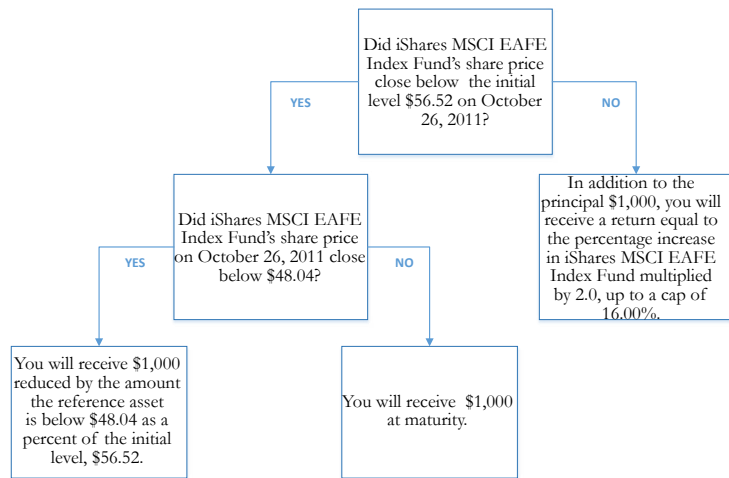 Did iShares MSCI EAFE
Index Fund's share price
close below the initial
level $56.52 on October
26, 2011?
YES
NO
Did iShares MSCI EAFE
Index Fund's share price
on October 26, 2011 close
below $48.04?
In addition to the
principal $1,000, you will
receive a return equal to
the percentage increase
in iShares MSCI EAFE
Index Fund multiplied
by 2.0, up to a cap of
16.00%.
YES
NO
You will receive $1,000
reduced by the amount
the reference asset
is below $48.04 as a
percent of the initial
level, $56.52.
You will receive $1,000
at maturity.